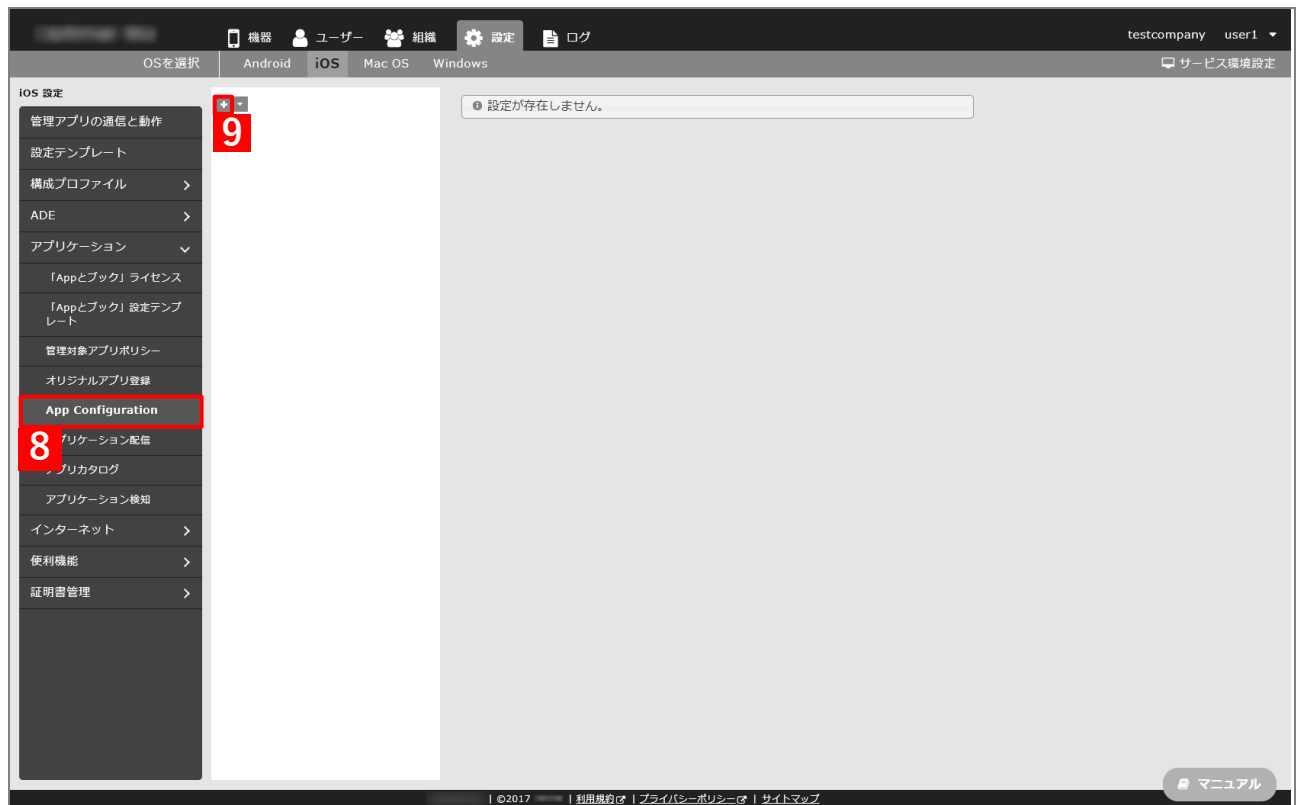 機器 ユーザー 組織 設定 ログ testcompany user1
OSを選択 Android iOS Mac OS Windows サービス環境設定
iOS 設定
管理アプリの通信と動作
設定テンプレート
構成プロファイル
ADE
アプリケーション
「Appとブック」ライセンス
「Appとブック」設定テンプ
レート
管理対象アプリポリシー
オリジナルアプリ登録
App Configuration
8
プリケーション配信
プリカタログ
アプリケーション検知
インターネット
便利機能
証明書管理
9
設定が存在しません。
マニュアル
| ©2017 | 利用規約 | プライバシーポリシー | サイトマップ